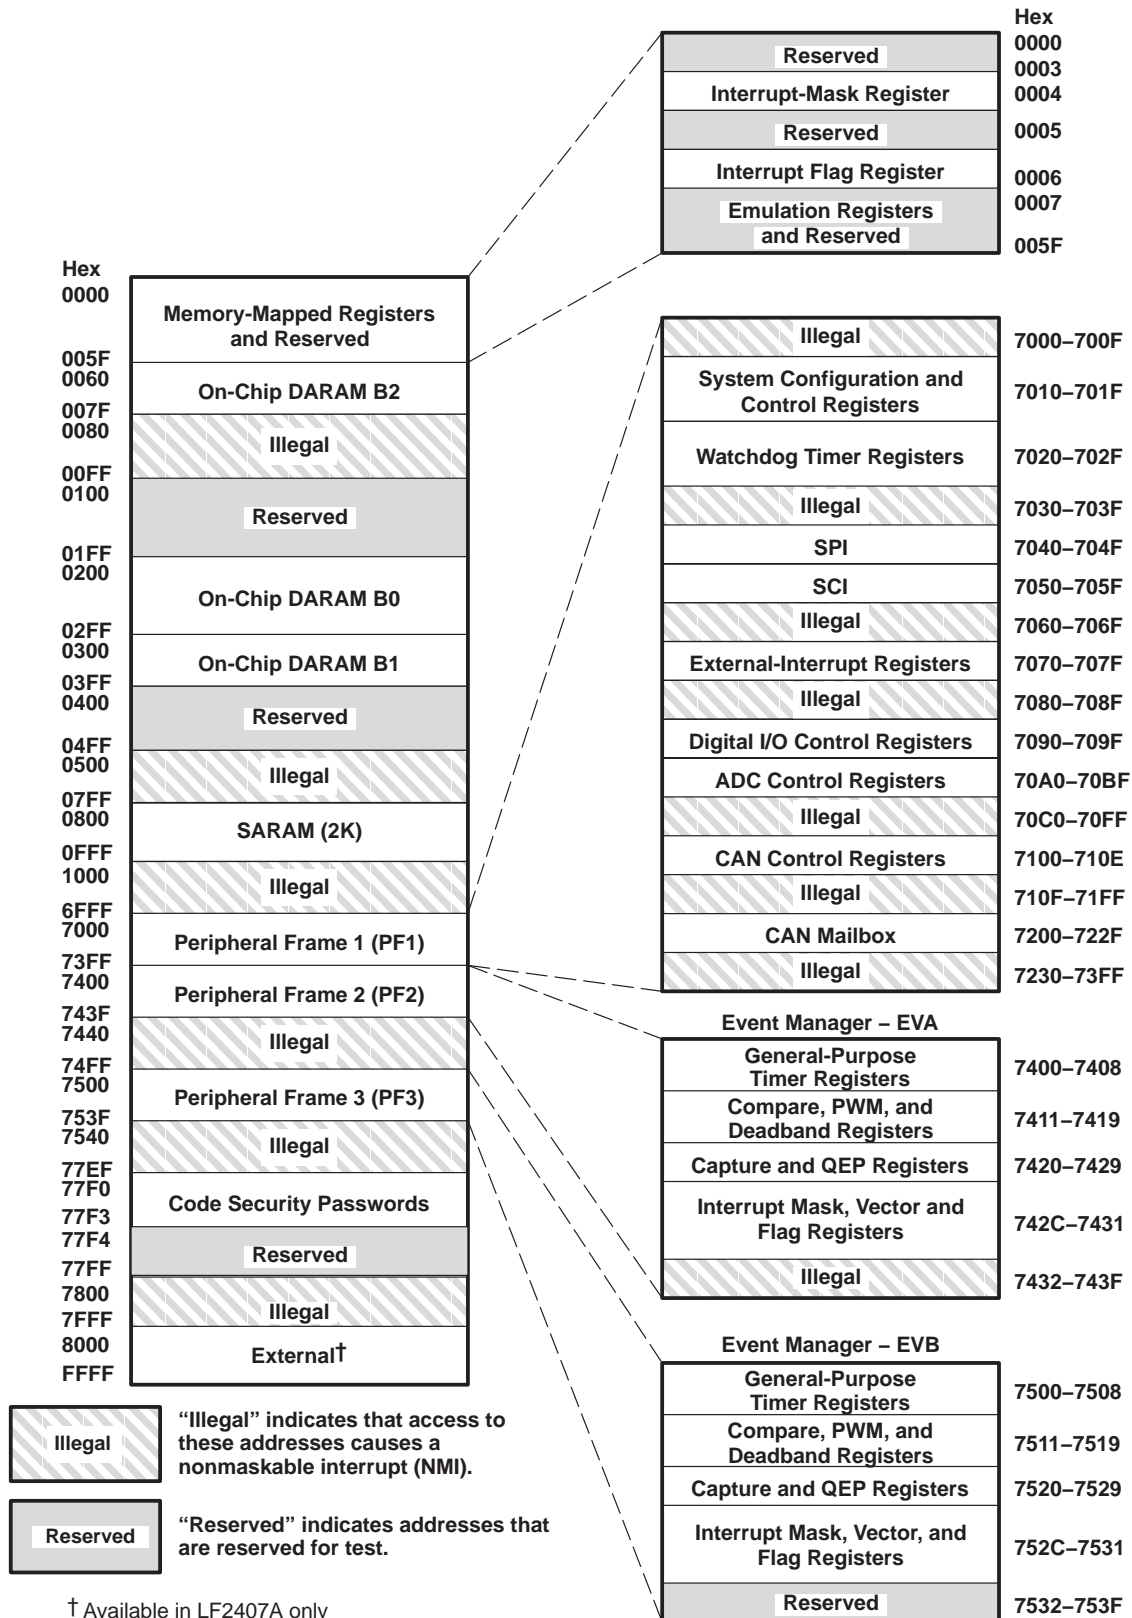 Hex
0000
Reserved
0003
Interrupt-Mask Register
0004
Reserved
0005
Interrupt Flag Register
0006
0007
Emulation Registers
and Reserved
005F
Hex
0000
Memory-Mapped Registers
and Reserved
005F
0060
On-Chip DARAM B2
007F
0080
Illegal
00FF
0100
Reserved
01FF
0200
On-Chip DARAM B0
02FF
0300
On-Chip DARAM B1
03FF
0400
Reserved
04FF
0500
Illegal
07FF
0800
SARAM (2K)
0FFF
1000
Illegal
6FFF
7000
Peripheral Frame 1 (PF1)
73FF
7400
Peripheral Frame 2 (PF2)
743F
7440
Illegal
74FF
7500
Peripheral Frame 3 (PF3)
753F
7540
Illegal
77EF
77F0
Code Security Passwords
77F3
77F4
Reserved
77FF
7800
Illegal
7FFF
8000
External†
FFFF
Illegal
7000–700F
System Configuration and
Control Registers
7010–701F
Watchdog Timer Registers
7020–702F
Illegal
7030–703F
SPI
7040–704F
SCI
7050–705F
Illegal
7060–706F
External-Interrupt Registers
7070–707F
Illegal
7080–708F
Digital I/O Control Registers
7090–709F
ADC Control Registers
70A0–70BF
Illegal
70C0–70FF
CAN Control Registers
7100–710E
Illegal
710F–71FF
CAN Mailbox
7200–722F
Illegal
7230–73FF
Event Manager – EVA
General-Purpose
Timer Registers
7400–7408
Compare, PWM, and
Deadband Registers
7411–7419
Capture and QEP Registers
7420–7429
Interrupt Mask, Vector and
Flag Registers
742C–7431
Illegal
7432–743F
Event Manager – EVB
General-Purpose
Timer Registers
7500–7508
Compare, PWM, and
Deadband Registers
7511–7519
Capture and QEP Registers
7520–7529
Interrupt Mask, Vector, and
Flag Registers
752C–7531
Reserved
7532–753F
Illegal
“Illegal” indicates that access to
these addresses causes a
nonmaskable interrupt (NMI).
Reserved
“Reserved” indicates addresses that
are reserved for test.
† Available in LF2407A only